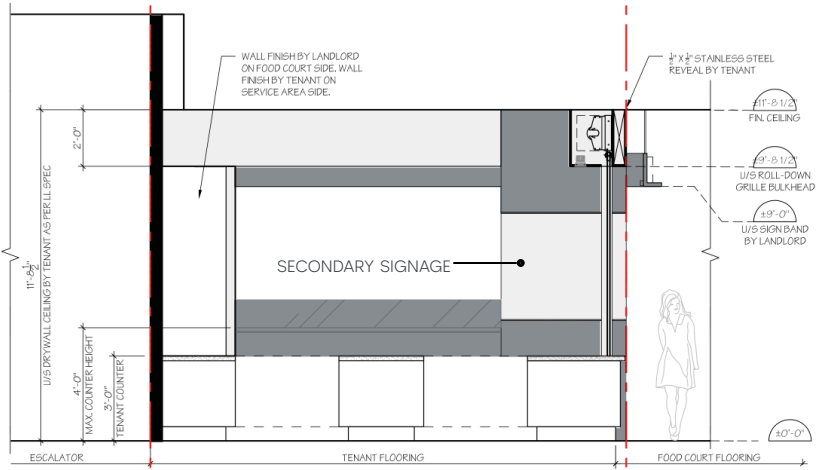 WALL FINISH BY LANDLORD
ON FOOD COURT SIDE. WALL
FINISH BY TENANT ON
SERVICE AREA SIDE.
½" X ½" STAINLESS STEEL
REVEAL BY TENANT
±11'-8 1/2"
FIN. CEILING
±9'-8 1/2"
U/S ROLL-DOWN
GRILLE BULKHEAD
±9'-0"
U/S SIGN BAND
BY LANDLORD
2'-0"
11'-8½"
U/S DRYWALL CEILING BY TENANT AS PER LL SPEC
SECONDARY SIGNAGE
4'-0"
MAX. COUNTER HEIGHT
3'-0"
TENANT COUNTER
±0'-0"
ESCALATOR
TENANT FLOORING
FOOD COURT FLOORING